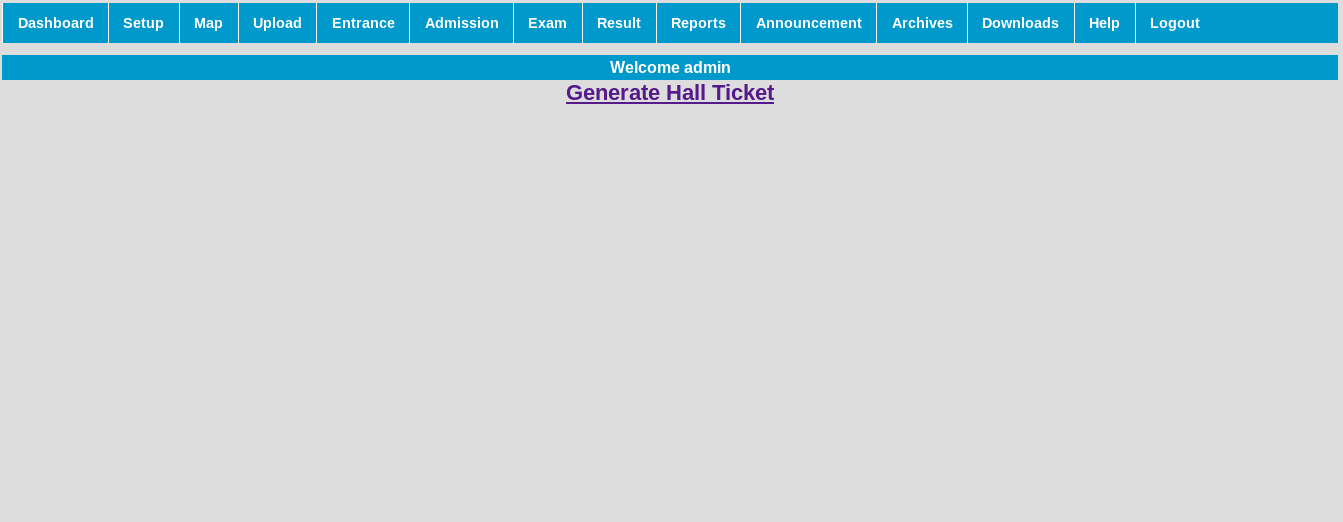 Dashboard Setup Map Upload Entrance Admission Exam Result Reports Announcement Archives Downloads Help Logout
Welcome admin
Generate Hall Ticket